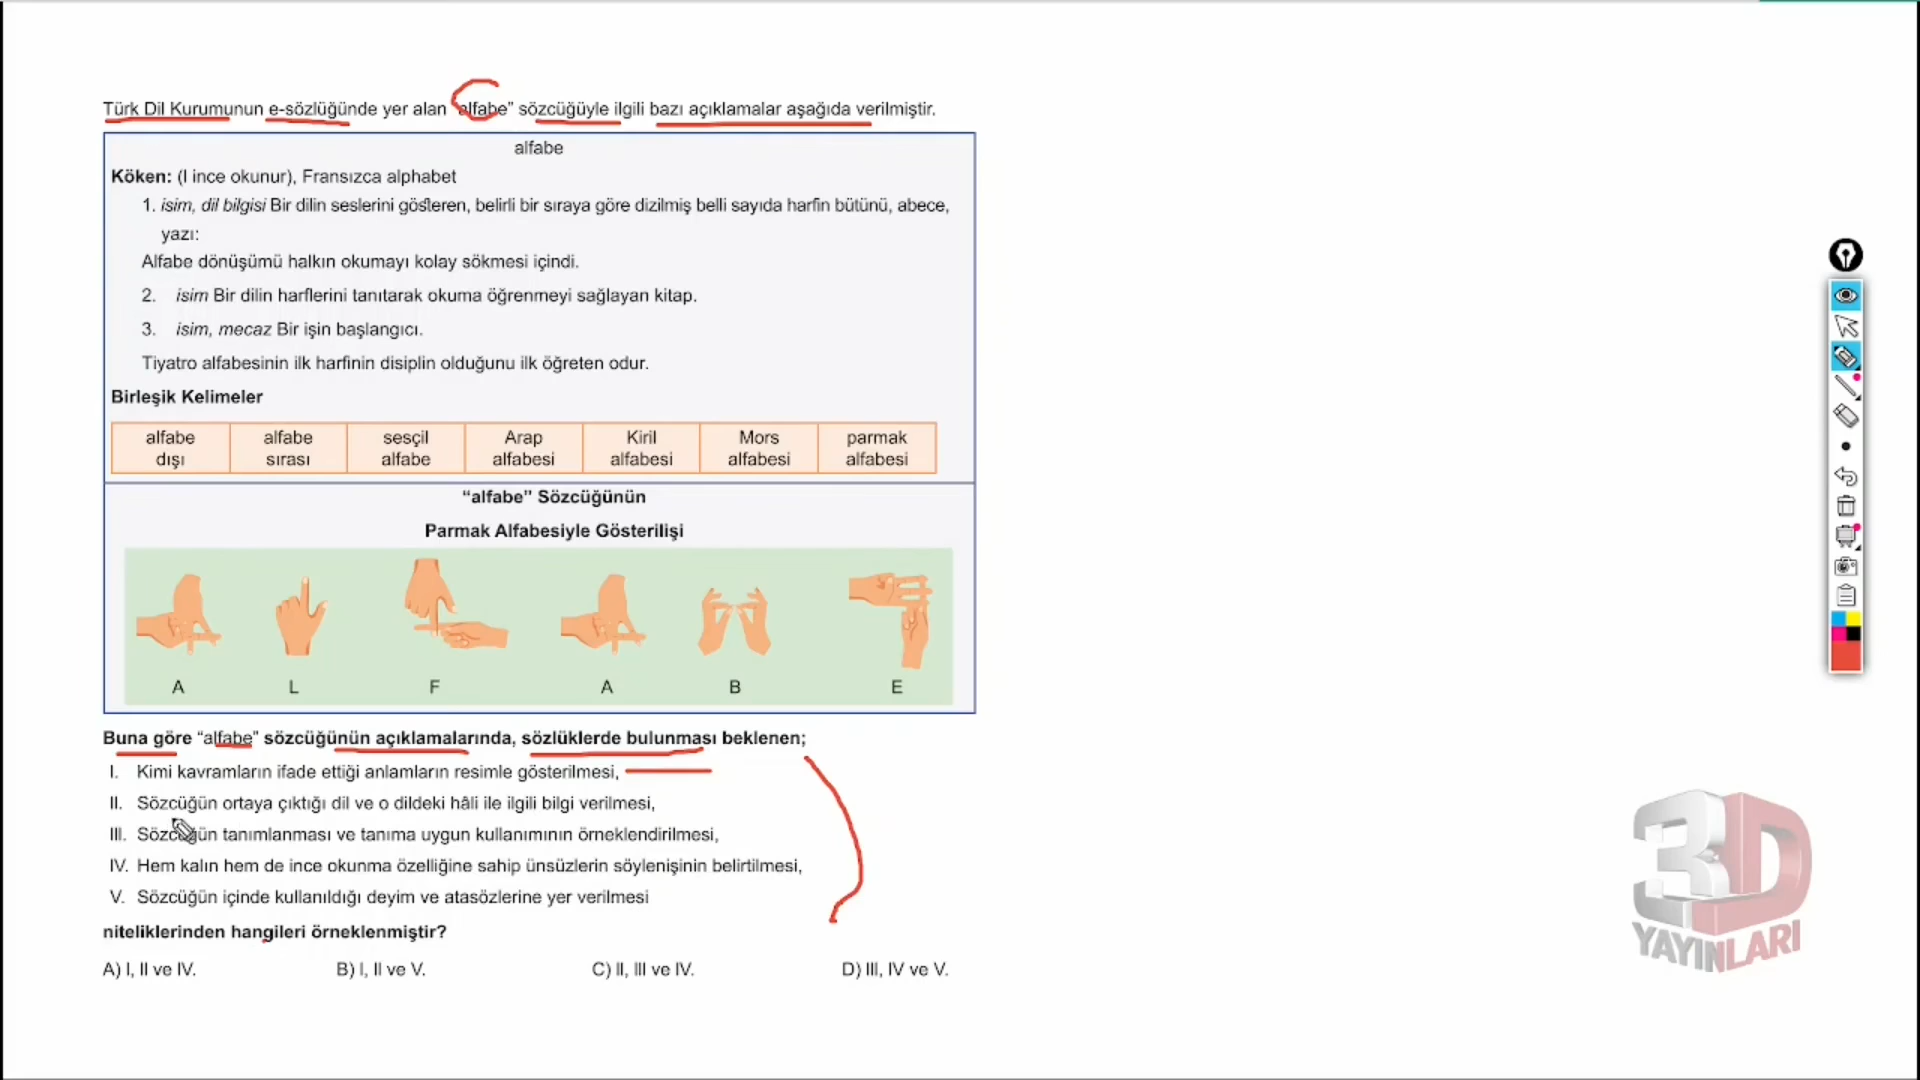 Türk Dil Kurumunun e-sözlüğünde yer alan “alfabe” sözcüğüyle ilgili bazı açıklamalar aşağıda verilmiştir.
alfabe
Köken: (l ince okunur), Fransızca alphabet
1. isim, dil bilgisi Bir dilin seslerini gösteren, belirli bir sıraya göre dizilmiş belli sayıda harfin bütünü, abece,
yazı:
Alfabe dönüşümü halkın okumayı kolay sökmesi içindi.
2. isim Bir dilin harflerini tanıtarak okuma öğrenmeyi sağlayan kitap.
3. isim, mecaz Bir işin başlangıcı.
Tiyatro alfabesinin ilk harfinin disiplin olduğunu ilk öğreten odur.
Birleşik Kelimeler
alfabe dışı
alfabe sırası
sesçil alfabe
Arap alfabesi
Kiril alfabesi
Mors alfabesi
parmak alfabesi
“alfabe” Sözcüğünün
Parmak Alfabesiyle Gösterilişi
A L F A B E
Buna göre “alfabe” sözcüğünün açıklamalarında, sözlüklerde bulunması beklenen;
I. Kimi kavramların ifade ettiği anlamların resimle gösterilmesi,
II. Sözcüğün ortaya çıktığı dil ve o dildeki hâli ile ilgili bilgi verilmesi,
III. Sözcüğün tanımlanması ve tanıma uygun kullanımının örneklendirilmesi,
IV. Hem kalın hem de ince okunma özelliğine sahip ünsüzlerin söylenişinin belirtilmesi,
V. Sözcüğün içinde kullanıldığı deyim ve atasözlerine yer verilmesi
niteliklerinden hangileri örneklenmiştir?
A) I, II ve IV. B) I, II ve V. C) II, III ve IV. D) III, IV ve V.
3D
YAYINLARI